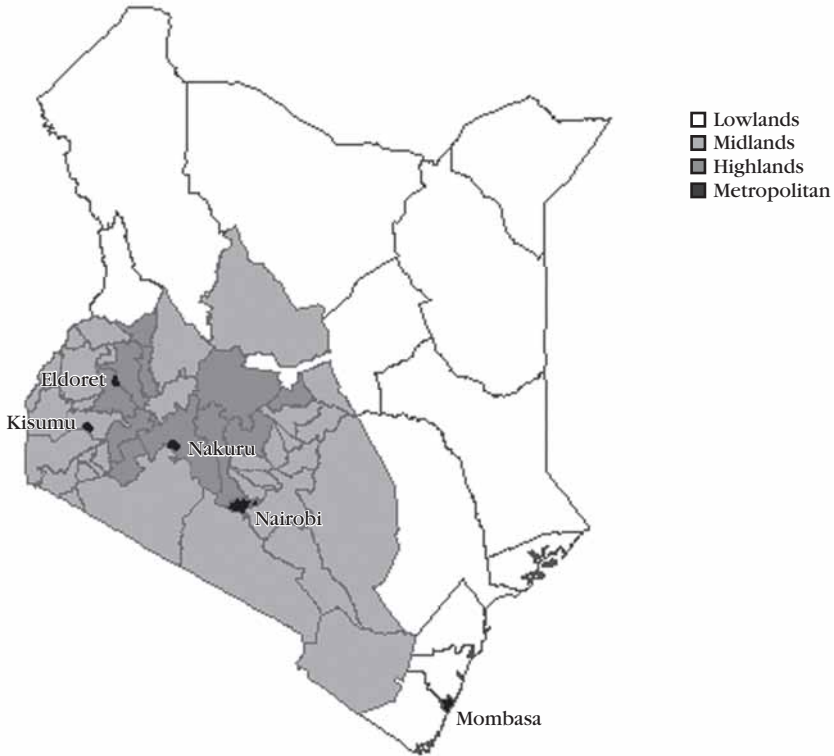 Lowlands
Midlands
Highlands
Metropolitan
Eldoret
Kisumu
Nakuru
Nairobi
Mombasa